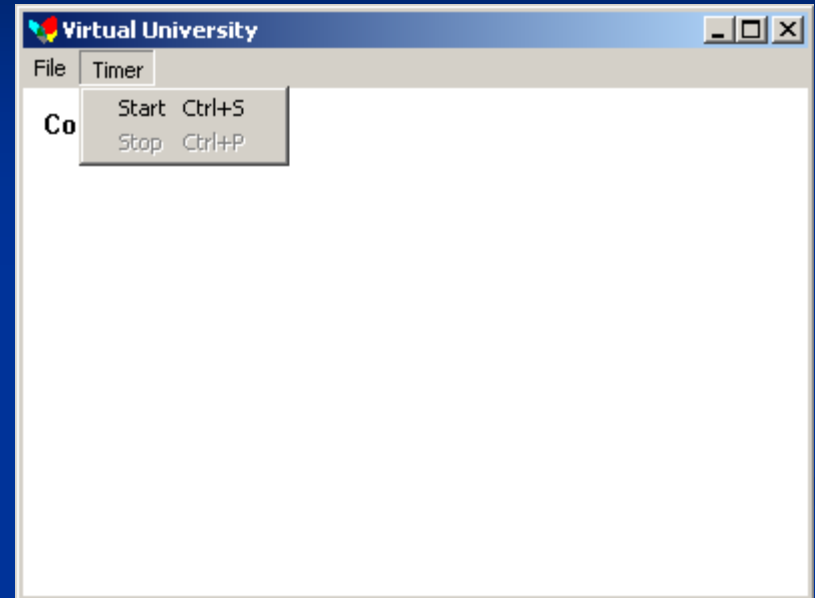 Virtual University
File Timer
Start Ctrl+S
Co
Stop Ctrl+P